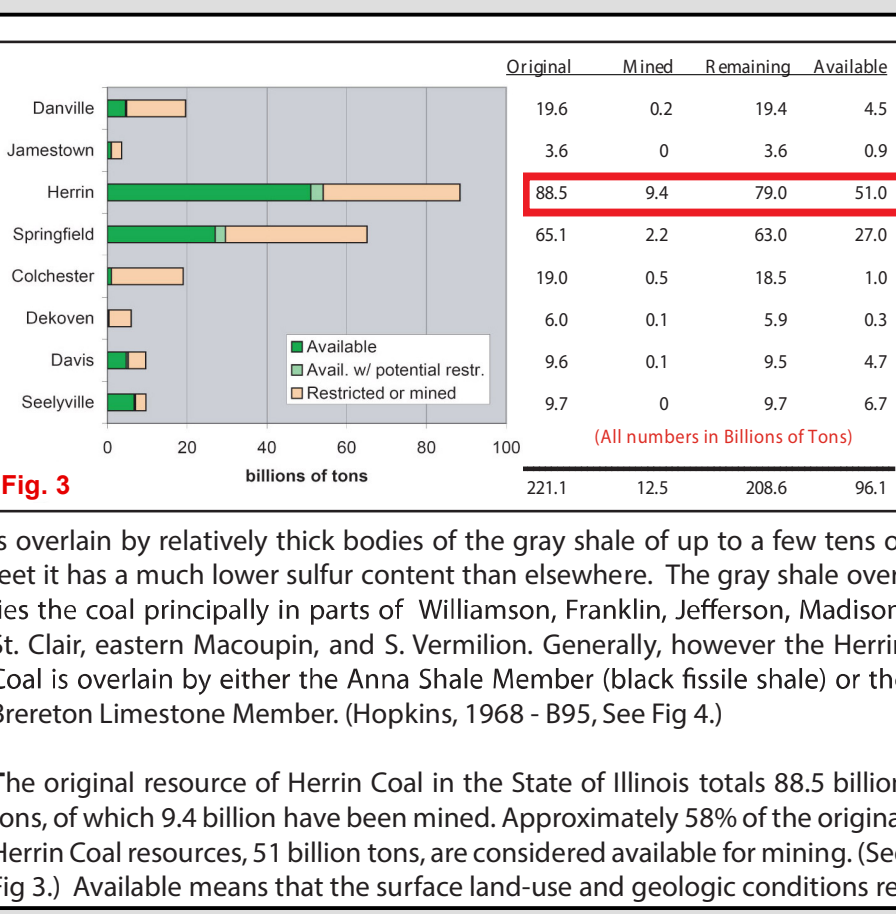 Original Mined Remaining Available
Danville 19.6 0.2 19.4 4.5
Jamestown 3.6 0 3.6 0.9
Herrin 88.5 9.4 79.0 51.0
Springfield 65.1 2.2 63.0 27.0
Colchester 19.0 0.5 18.5 1.0
Dekoven 6.0 0.1 5.9 0.3
Davis 9.6 0.1 9.5 4.7
Seelyville 9.7 0 9.7 6.7
Available
Avail. w/ potential restr.
Restricted or mined
0 20 40 60 80 100
billions of tons
(All numbers in Billions of Tons)
Fig. 3
221.1 12.5 208.6 96.1
s overlain by relatively thick bodies of the gray shale of up to a few tens o
eet it has a much lower sulfur content than elsewhere. The gray shale over
ies the coal principally in parts of Williamson, Franklin, Jefferson, Madison
St. Clair, eastern Macoupin, and S. Vermilion. Generally, however the Herrin
Coal is overlain by either the Anna Shale Member (black fissile shale) or the
Brereton Limestone Member. (Hopkins, 1968 - B95, See Fig 4.)
The original resource of Herrin Coal in the State of Illinois totals 88.5 billion
ons, of which 9.4 billion have been mined. Approximately 58% of the origina
Herrin Coal resources, 51 billion tons, are considered available for mining. (See
Fig 3.) Available means that the surface land-use and geologic conditions re